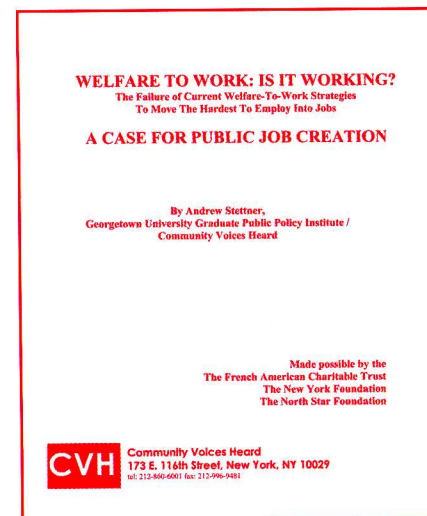 WELFARE TO WORK: IS IT WORKING?
The Failure of Current Welfare-To-Work Strategies
To Move The Hardest To Employ Into Jobs
A CASE FOR PUBLIC JOB CREATION
By Andrew Stettner,
Georgetown University Graduate Public Policy Institute /
Community Voices Heard
Made possible by the
The French American Charitable Trust
The New York Foundation
The North Star Foundation
CVH
Community Voices Heard
173 E. 116th Street, New York, NY 10029
tel: 212-860-6001 fax: 212-996-9481